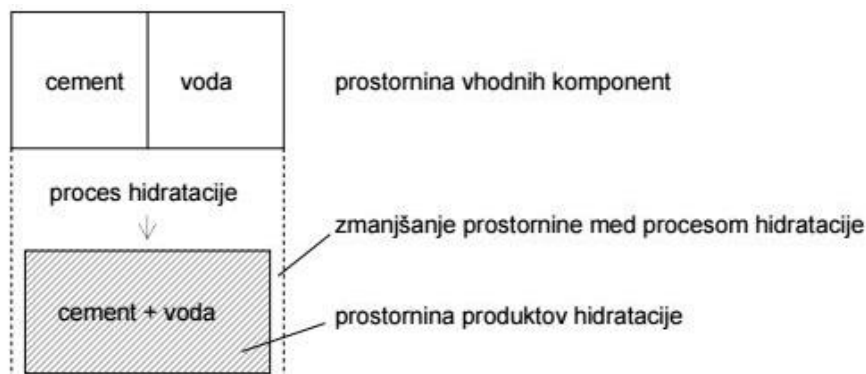 cement
voda
prostornina vhodnih komponent
proces hidratacije
zmanjšanje prostornine med procesom hidratacije
cement + voda
prostornina produktov hidratacije